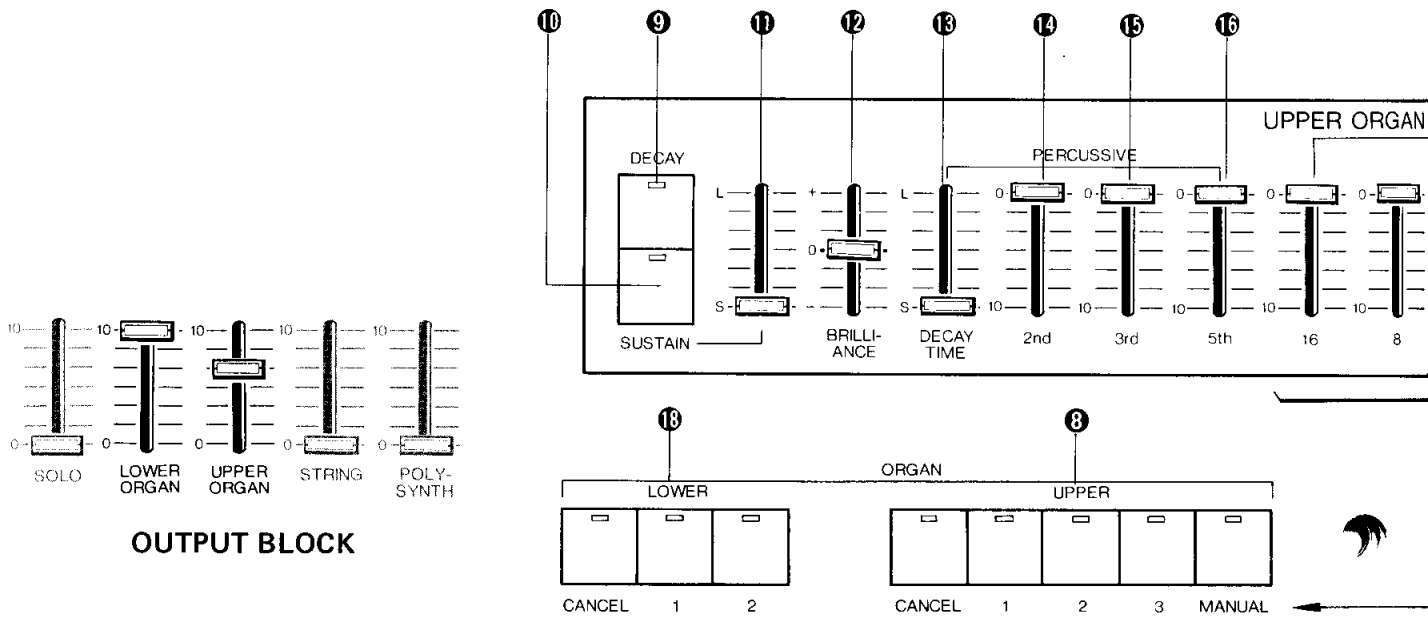 10 9 11 12 13 14 15 16
UPPER ORGAN
DECAY
PERCUSSIVE
L + L 0 0 0 0 0
0
S S 10 10 10 10 10
SUSTAIN
BRILLI-
ANCE
DECAY
TIME
2nd 3rd 5th 16 8
10 10 10 10 10
0 0 0 0 0
SOLO
LOWER
ORGAN
UPPER
ORGAN
STRING
POLY-
SYNTH
OUTPUT BLOCK
18 8
ORGAN
LOWER UPPER
CANCEL 1 2 CANCEL 1 2 3 MANUAL